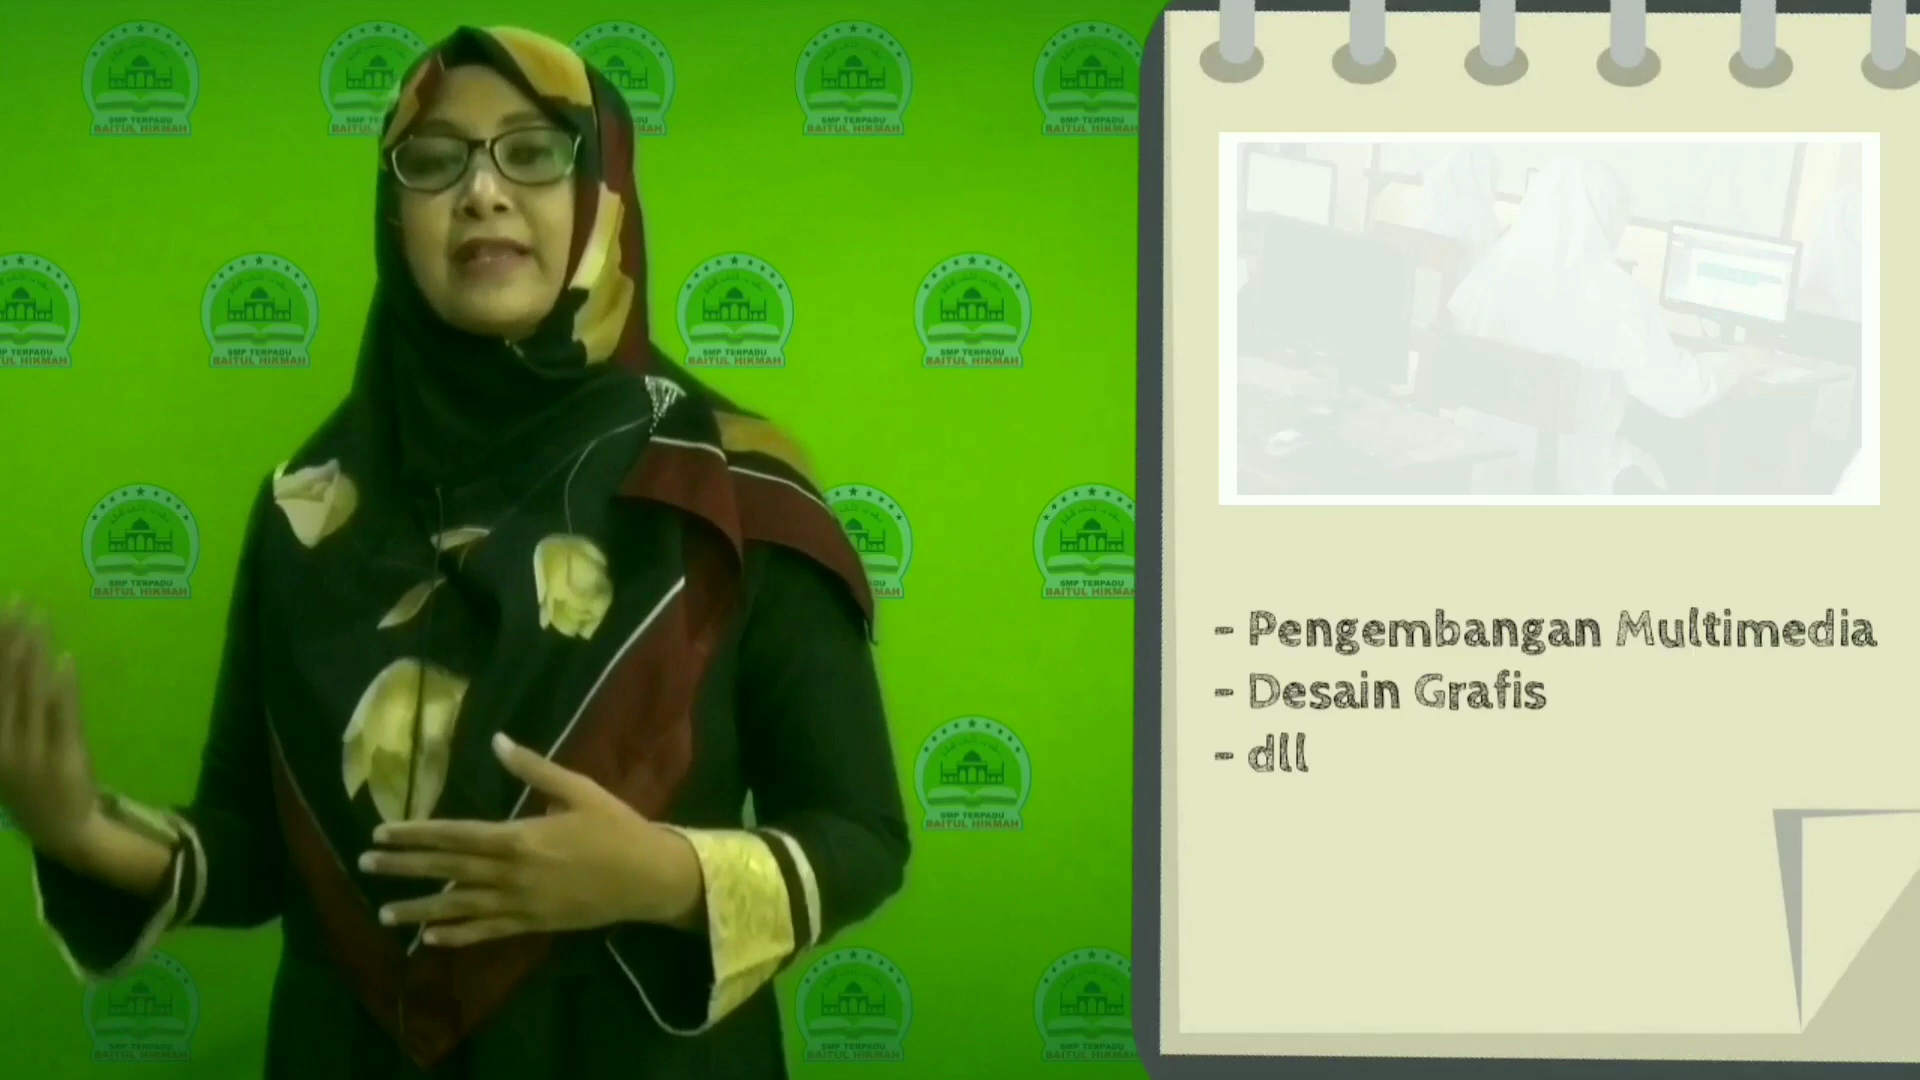 SMP TERPADU
BAITUL HIKMAH
- Pengembangan Multimedia
- Desain Grafis
- dll